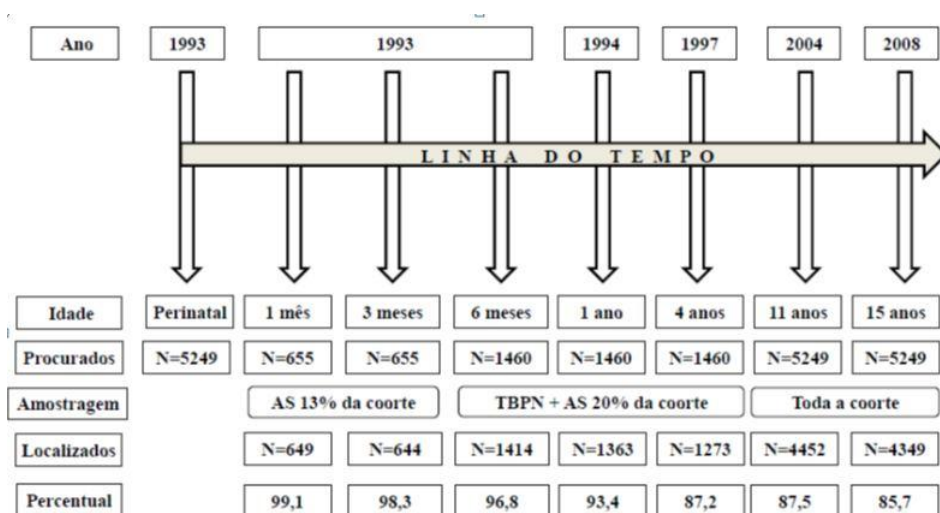 Ano 1993 1993 1994 1997 2004 2008
LINHA DO TEMPO
Idade Perinatal 1 mês 3 meses 6 meses 1 ano 4 anos 11 anos 15 anos
Procurados N=5249 N=655 N=655 N=1460 N=1460 N=1460 N=5249 N=5249
Amostragem AS 13% da coorte TBPN + AS 20% da coorte Toda a coorte
Localizados N=649 N=644 N=1414 N=1363 N=1273 N=4452 N=4349
Percentual 99,1 98,3 96,8 93,4 87,2 87,5 85,7